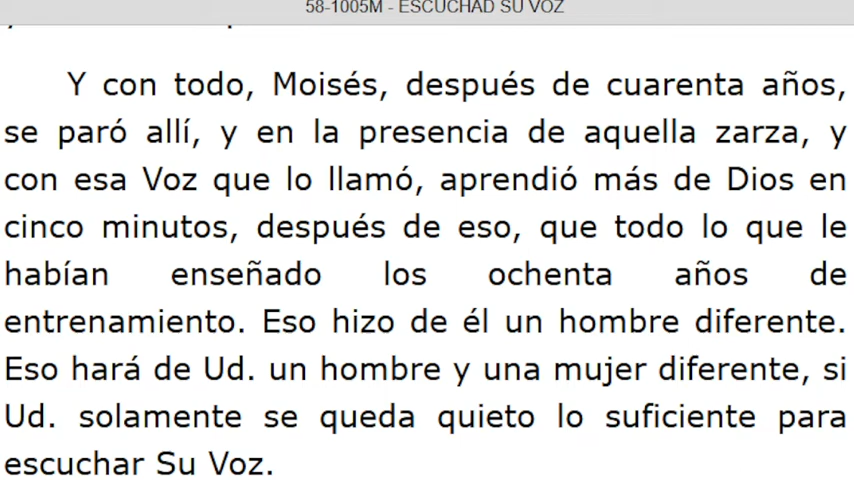 58-1005M - ESCUCHAD SU VOZ
Y con todo, Moisés, después de cuarenta años,
se paró allí, y en la presencia de aquella zarza, y
con esa Voz que lo llamó, aprendió más de Dios en
cinco minutos, después de eso, que todo lo que le
habían enseñado los ochenta años de
entrenamiento. Eso hizo de él un hombre diferente.
Eso hará de Ud. un hombre y una mujer diferente, si
Ud. solamente se queda quieto lo suficiente para
escuchar Su Voz.